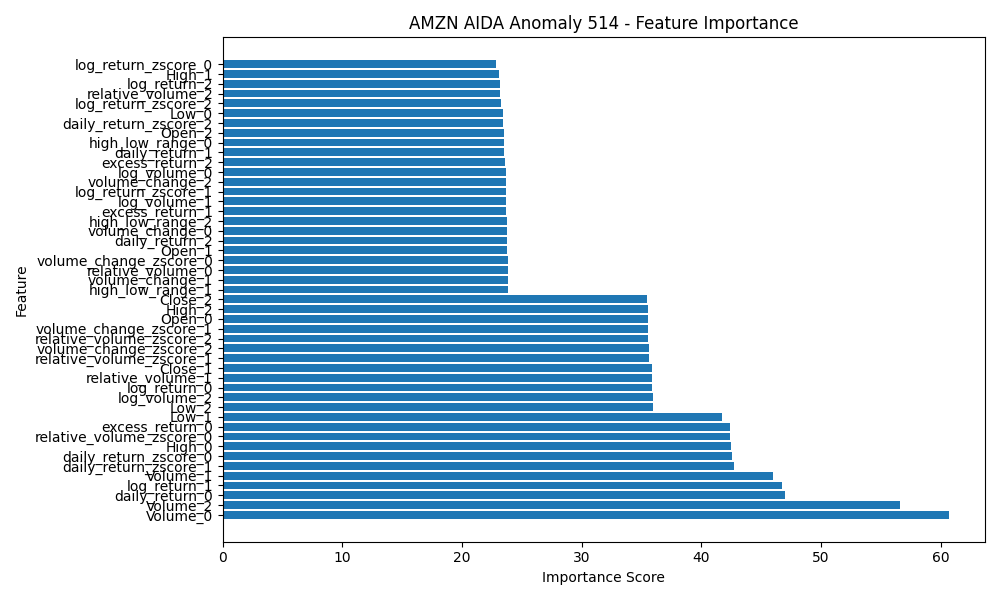 AMZN AIDA Anomaly 514 - Feature Importance
log_return_zscore_0
High_1
log_return_2
relative_volume_2
log_return_zscore_2
Low_0
daily_return_zscore_2
Open_2
high_low_range_0
daily_return_1
excess_return_2
log_volume_0
volume_change_2
log_return_zscore_1
log_volume_1
excess_return_1
high_low_range_2
volume_change_0
daily_return_2
Open_1
volume_change_zscore_0
relative_volume_0
volume_change_1
high_low_range_1
Close_2
High_2
Open_0
volume_change_zscore_1
relative_volume_zscore_2
volume_change_zscore_2
relative_volume_zscore_1
Close_1
relative_volume_1
log_return_0
log_volume_2
Low_2
Low_1
excess_return_0
relative_volume_zscore_0
High_0
daily_return_zscore_0
daily_return_zscore_1
Volume_1
log_return_1
daily_return_0
Volume_2
Volume_0
Feature
0 10 20 30 40 50 60
Importance Score